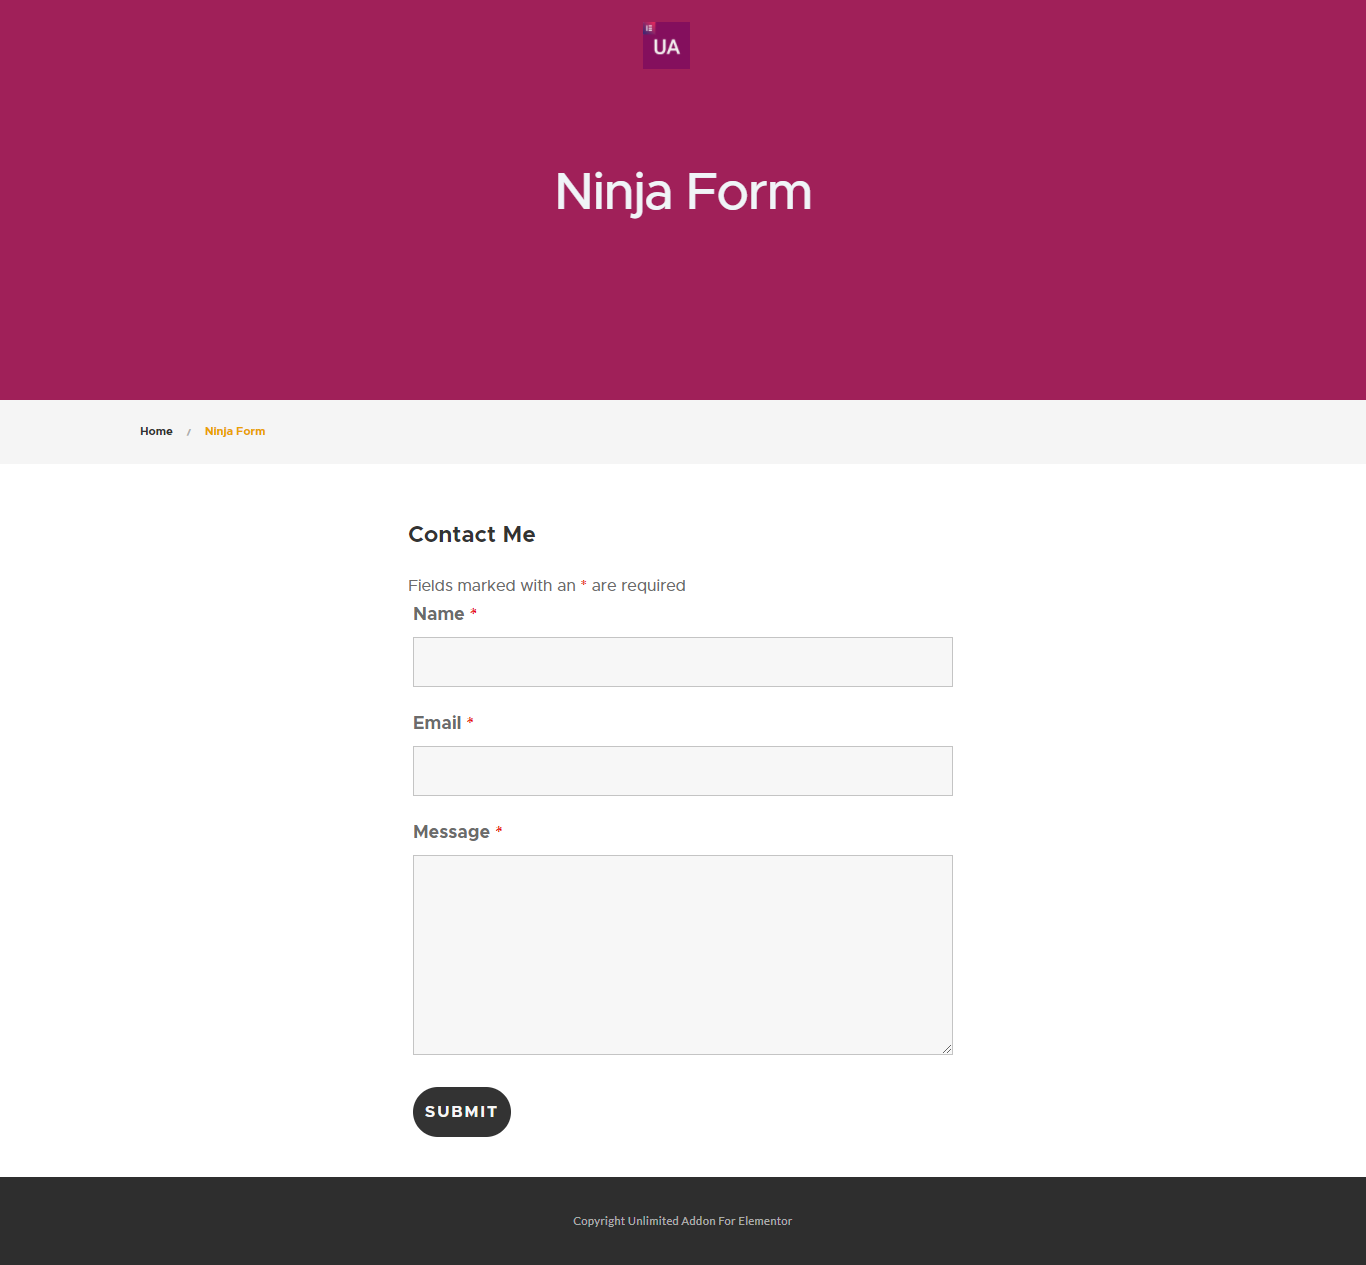 UA
Ninja Form
Home / Ninja Form
Contact Me
Fields marked with an * are required
Name *
Email *
Message *
SUBMIT
Copyright Unlimited Addon For Elementor